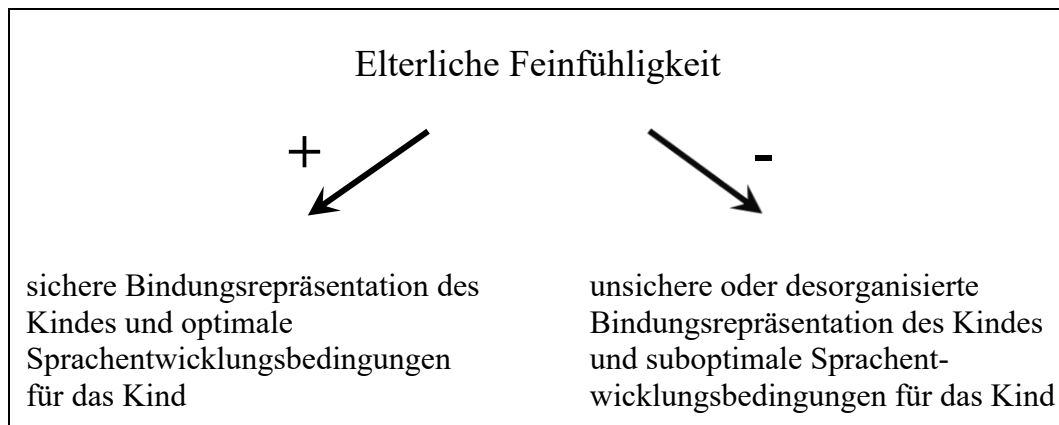 Elterliche Feinfühligkeit
+
-
sichere Bindungsrepräsentation des
Kindes und optimale
Sprachentwicklungsbedingungen
für das Kind
unsichere oder desorganisierte
Bindungsrepräsentation des Kindes
und suboptimale Sprachent-
wicklungsbedingungen für das Kind